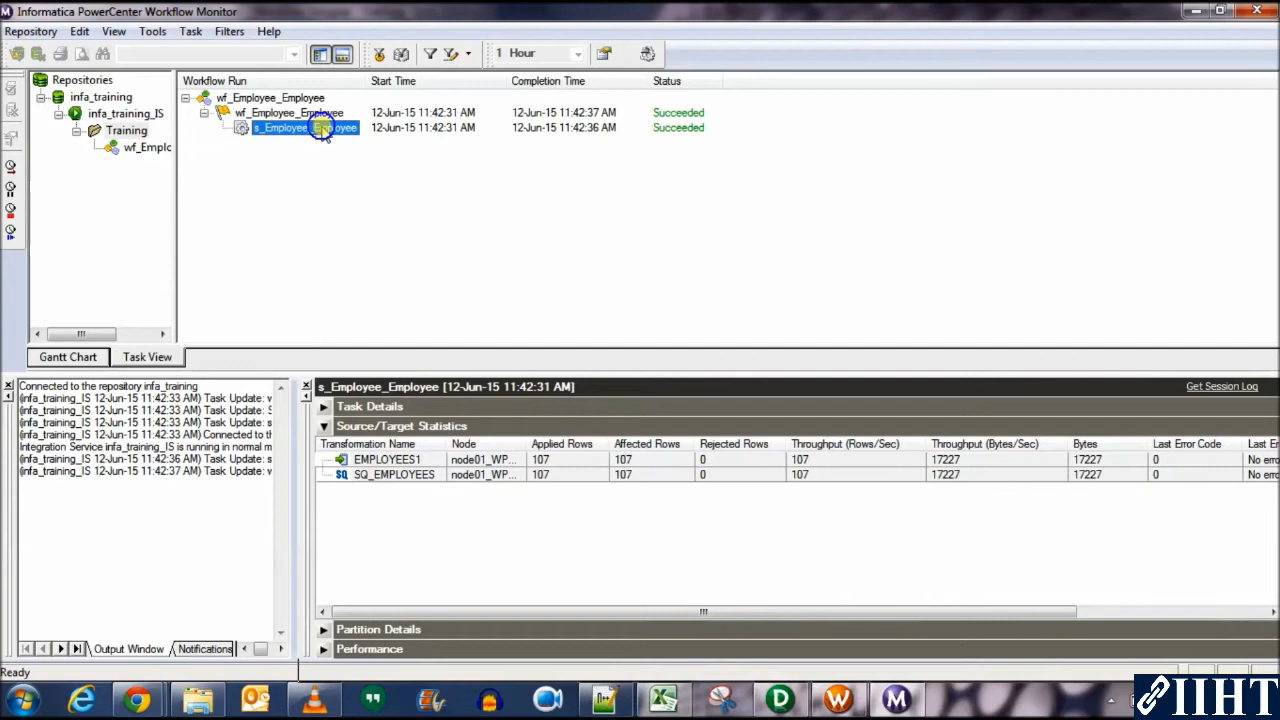 Informatica PowerCenter Workflow Monitor
Repository Edit View Tools Task Filters Help
1 Hour
Repositories
infa_training
infa_training_IS
Training
wf_Emplc
Workflow Run Start Time Completion Time Status
wf_Employee_Employee
wf_Employee_Employee 12-Jun-15 11:42:31 AM 12-Jun-15 11:42:37 AM Succeeded
s_Employee_Employee 12-Jun-15 11:42:31 AM 12-Jun-15 11:42:36 AM Succeeded
Gantt Chart Task View
Connected to the repository infa_training
(infa_training_IS 12-Jun-15 11:42:33 AM) Task Update: w
(infa_training_IS 12-Jun-15 11:42:33 AM) Task Update: S
(infa_training_IS 12-Jun-15 11:42:33 AM) Task Update: s
(infa_training_IS 12-Jun-15 11:42:33 AM) Connected to th
Integration Service infa_training_IS is running in normal m
(infa_training_IS 12-Jun-15 11:42:36 AM) Task Update: s
(infa_training_IS 12-Jun-15 11:42:37 AM) Task Update: w
Output Window Notifications
s_Employee_Employee [12-Jun-15 11:42:31 AM] Get Session Log
Task Details
Source/Target Statistics
Transformation Name Node Applied Rows Affected Rows Rejected Rows Throughput (Rows/Sec) Throughput (Bytes/Sec) Bytes Last Error Code Last Er
EMPLOYEES1 node01_WP... 107 107 0 107 17227 17227 0 No erro
SQ_EMPLOYEES node01_WP... 107 107 0 107 17227 17227 0 No erro
Partition Details
Performance
Ready
IIHT